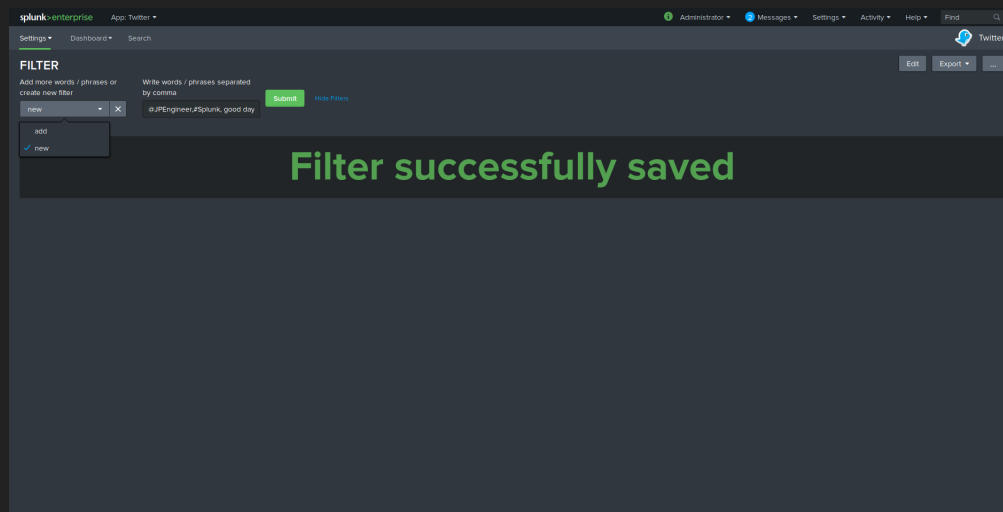 splunk>enterprise App: Twitter
Administrator 2 Messages Settings Activity Help Find
Settings Dashboard Search Twitter
FILTER
Edit Export ...
Add more words / phrases or
create new filter
Write words / phrases separated
by comma
new
@JPEngineer,#Splunk, good day
Submit
Hide Filters
add
new
Filter successfully saved